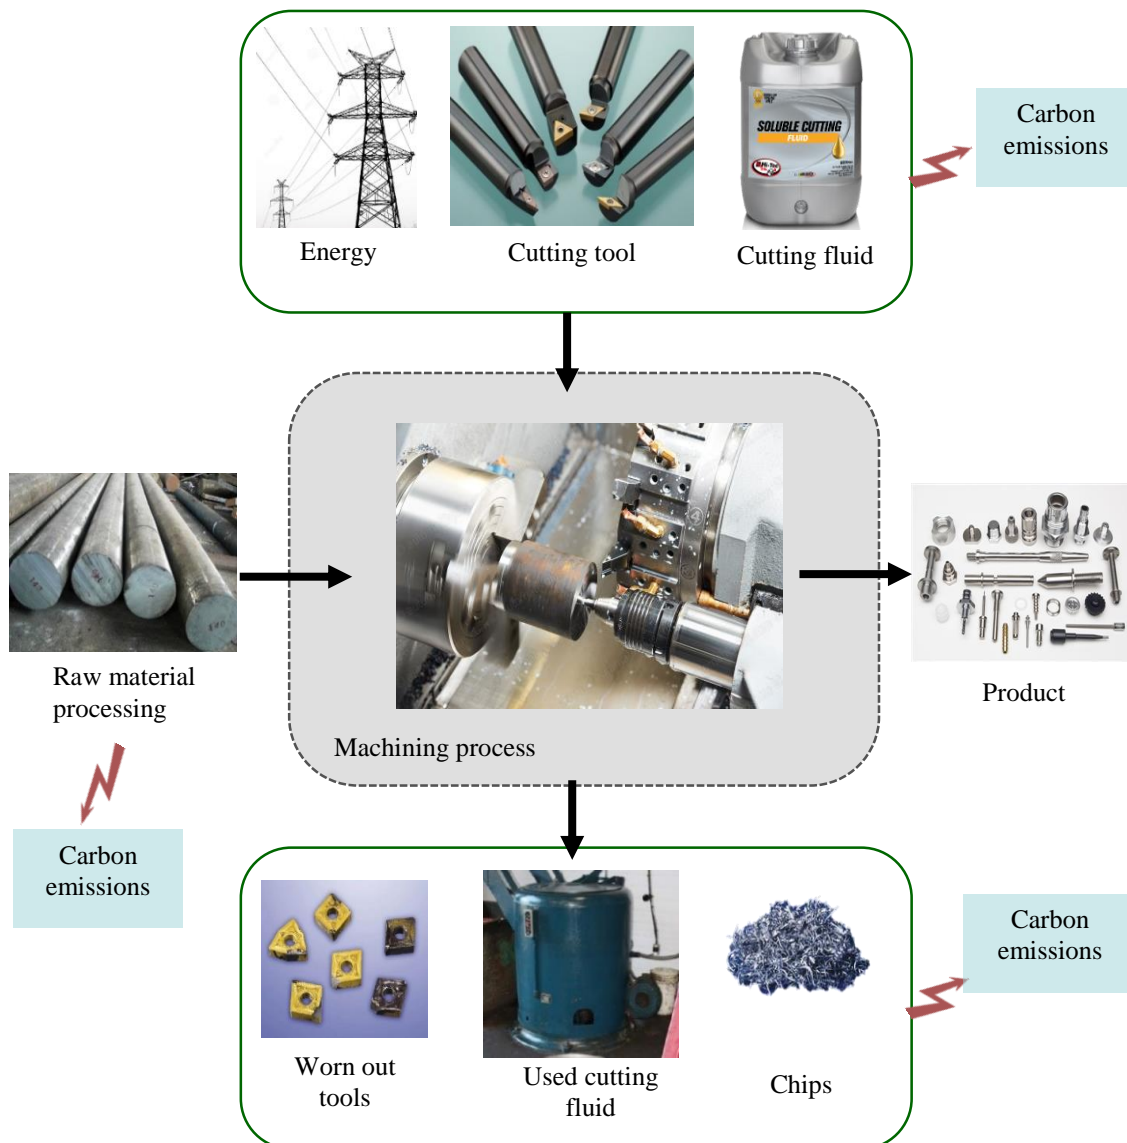 SOLUBLE CUTTING
FLUID
Carbon
emissions
Energy
Cutting tool
Cutting fluid
Raw material
processing
Machining process
Product
Carbon
emissions
Worn out
tools
Used cutting
fluid
Chips
Carbon
emissions